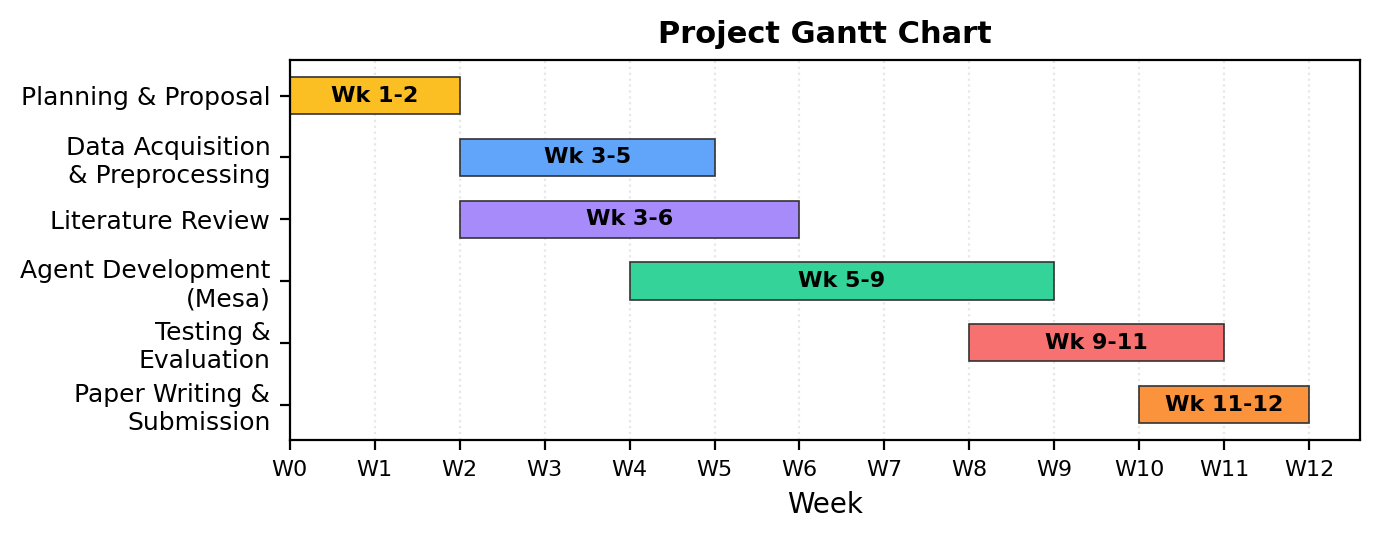 Project Gantt Chart
Planning & Proposal
Wk 1-2
Data Acquisition
& Preprocessing
Wk 3-5
Literature Review
Wk 3-6
Agent Development
(Mesa)
Wk 5-9
Testing &
Evaluation
Wk 9-11
Paper Writing &
Submission
Wk 11-12
W0 W1 W2 W3 W4 W5 W6 W7 W8 W9 W10 W11 W12
Week